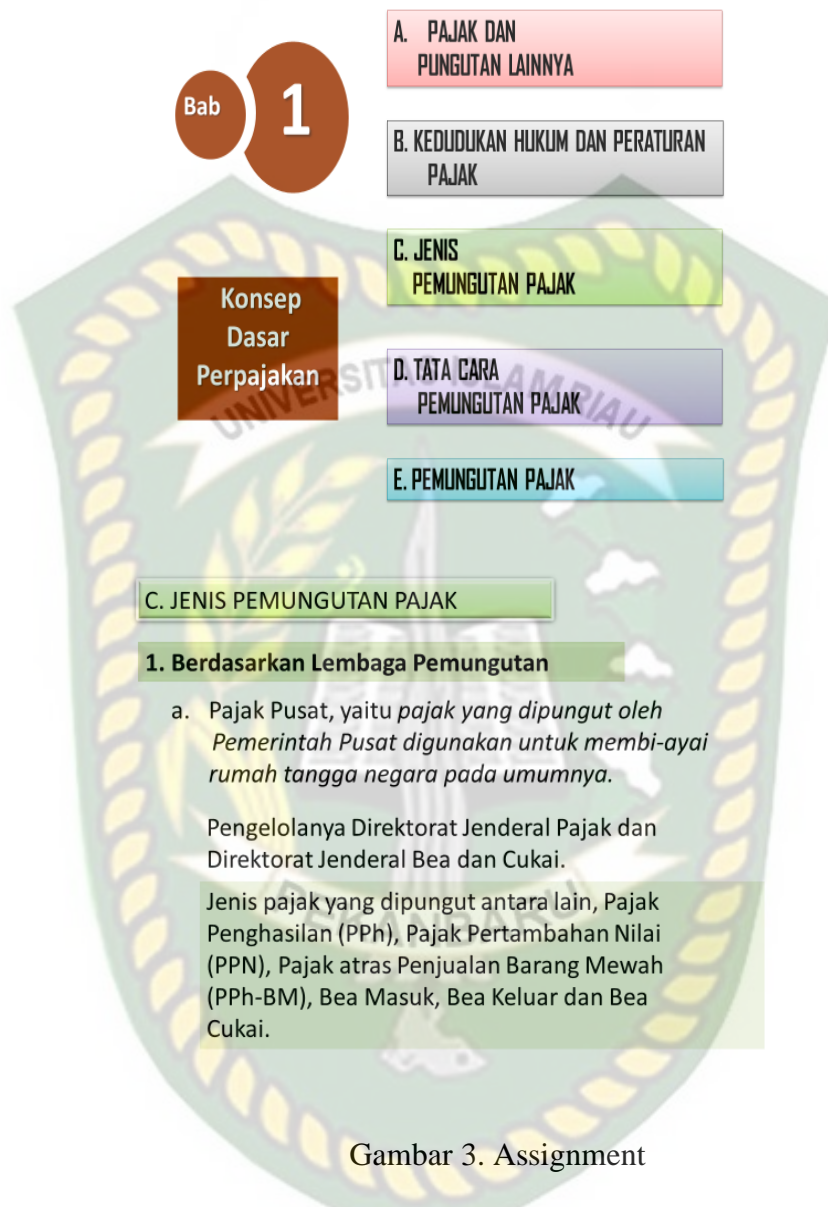 Bab 1
A. PAJAK DAN
PUNGUTAN LAINNYA
B. KEDUDUKAN HUKUM DAN PERATURAN
PAJAK
C. JENIS
PEMUNGUTAN PAJAK
Konsep
Dasar
Perpajakan
D. TATA CARA
PEMUNGUTAN PAJAK
E. PEMUNGUTAN PAJAK
UNIVERSITAS ISLAM RIAU
C. JENIS PEMUNGUTAN PAJAK
1. Berdasarkan Lembaga Pemungutan
a. Pajak Pusat, yaitu pajak yang dipungut oleh
Pemerintah Pusat digunakan untuk membi-ayai
rumah tangga negara pada umumnya.
Pengelolanya Direktorat Jenderal Pajak dan
Direktorat Jenderal Bea dan Cukai.
PEKANBARU
Jenis pajak yang dipungut antara lain, Pajak
Penghasilan (PPh), Pajak Pertambahan Nilai
(PPN), Pajak atras Penjualan Barang Mewah
(PPh-BM), Bea Masuk, Bea Keluar dan Bea
Cukai.
Gambar 3. Assignment